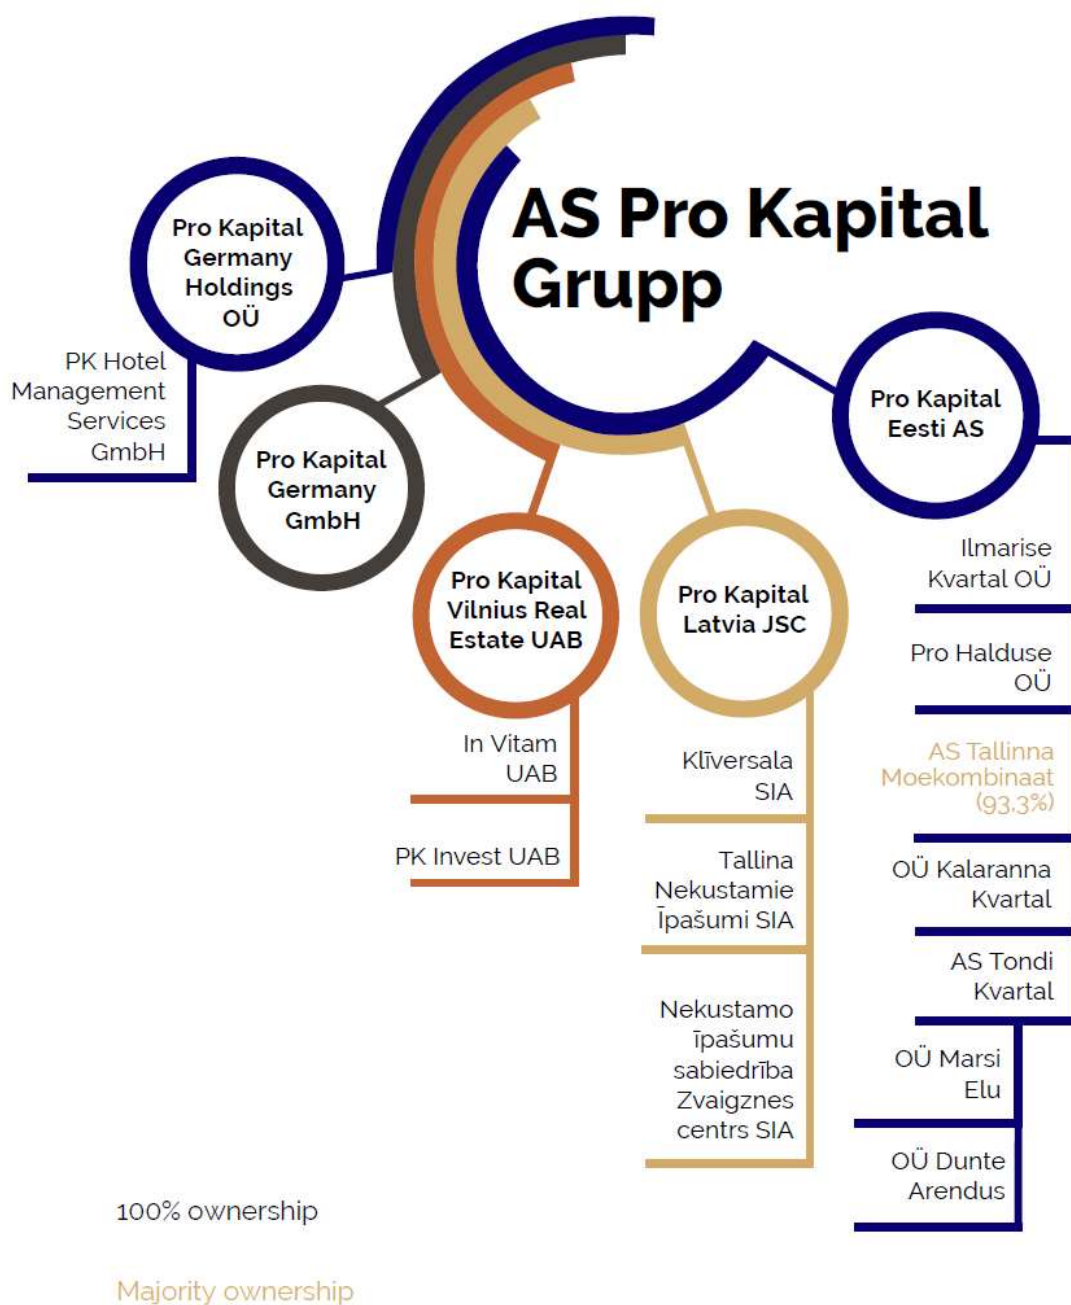 AS Pro Kapital
Grupp
Pro Kapital
Germany
Holdings
OÜ
PK Hotel
Management
Services
GmbH
Pro Kapital
Germany
GmbH
Pro Kapital
Vilnius Real
Estate UAB
In Vitam
UAB
PK Invest UAB
Pro Kapital
Latvia JSC
Klīversala
SIA
Tallina
Nekustamie
Īpašumi SIA
Nekustamo
īpašumu
sabiedrība
Zvaigznes
centrs SIA
Pro Kapital
Eesti AS
Ilmarise
Kvartal OÜ
Pro Halduse
OÜ
AS Tallinna
Moekombinaat
(93,3%)
OÜ Kalaranna
Kvartal
AS Tondi
Kvartal
OÜ Marsi
Elu
OÜ Dunte
Arendus
100% ownership
Majority ownership